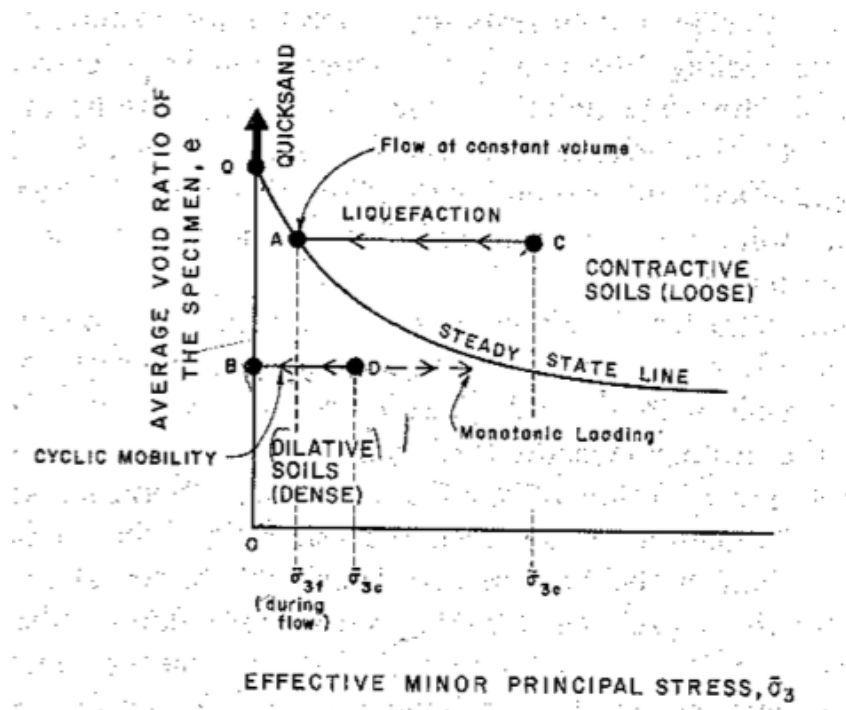 AVERAGE VOID RATIO OF
THE SPECIMEN, e
QUICKSAND
Q
Flow at constant volume
LIQUEFACTION
A
C
CONTRACTIVE
SOILS (LOOSE)
STEADY STATE LINE
B
D
Monotonic Loading
CYCLIC MOBILITY
DILATIVE
SOILS
(DENSE)
O
σ̄3f
σ̄3c
σ̄3c
(during
flow)
EFFECTIVE MINOR PRINCIPAL STRESS, σ̄3